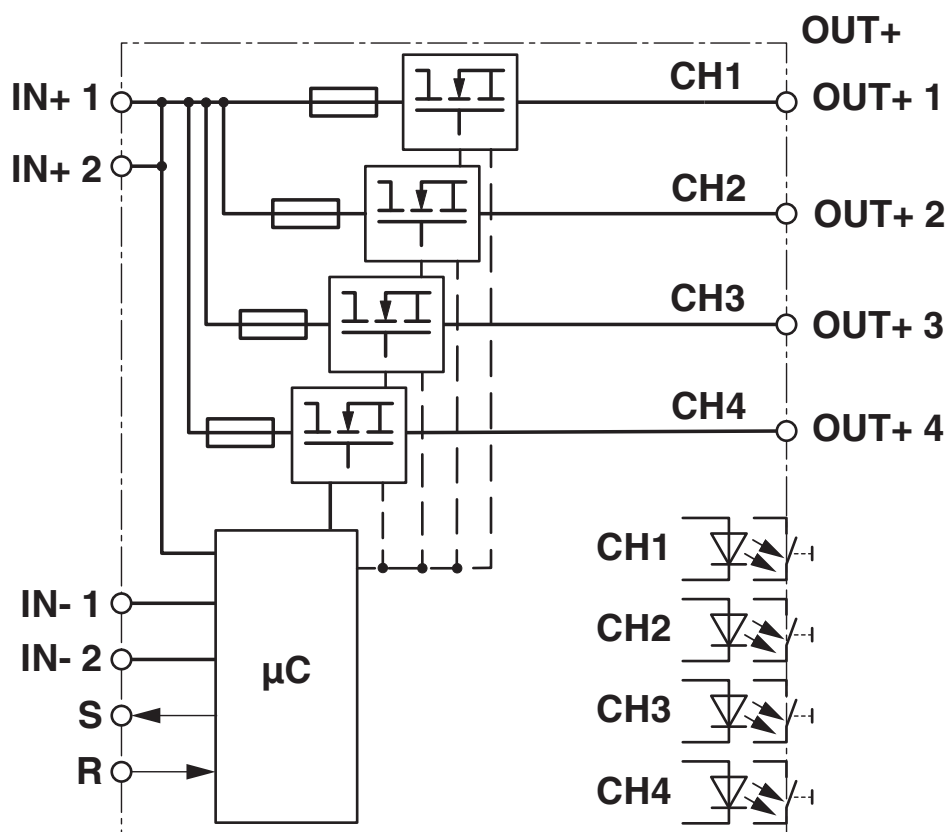 OUT+
IN+ 1
CH1
OUT+ 1
IN+ 2
CH2
OUT+ 2
CH3
OUT+ 3
CH4
OUT+ 4
CH1
IN- 1
CH2
IN- 2
µC
S
CH3
R
CH4